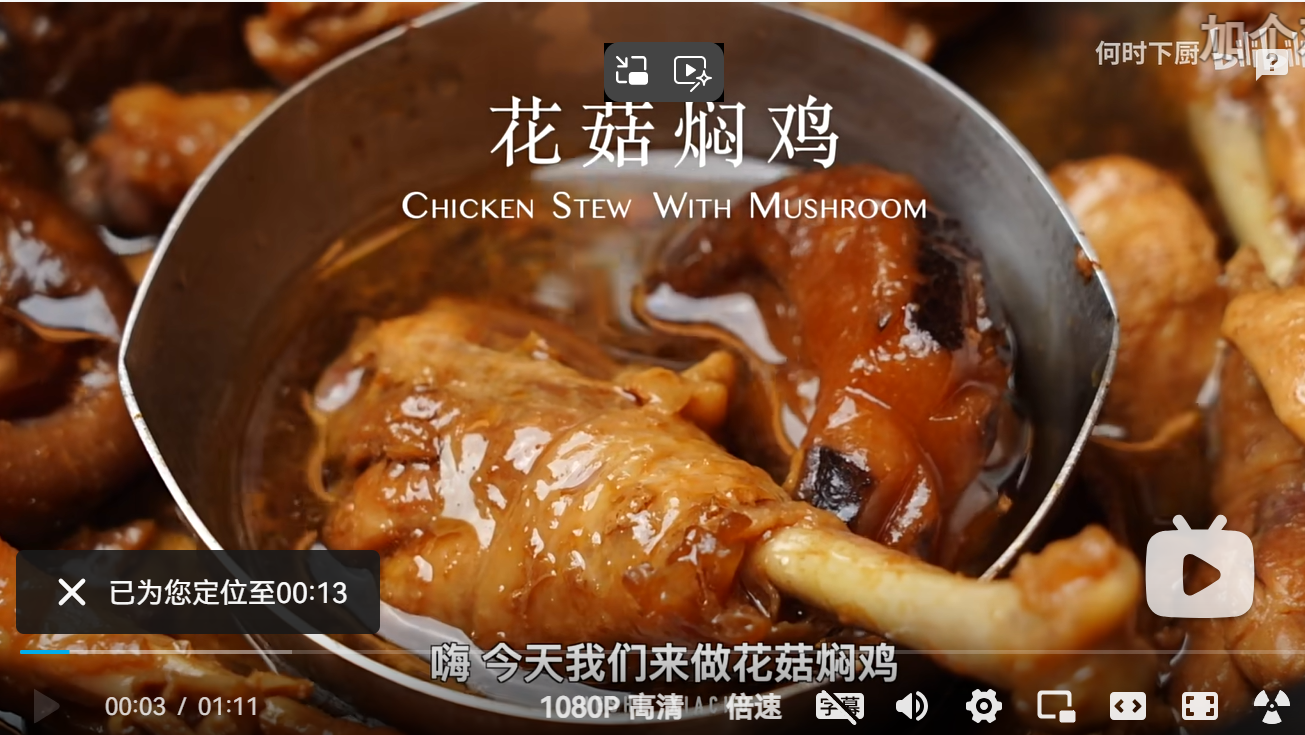 何时下厨
花菇焖鸡
CHICKEN STEW WITH MUSHROOM
已为您定位至00:13
嗨 今天我们来做花菇焖鸡
00:03 / 01:11
1080P 高清
倍速
字幕